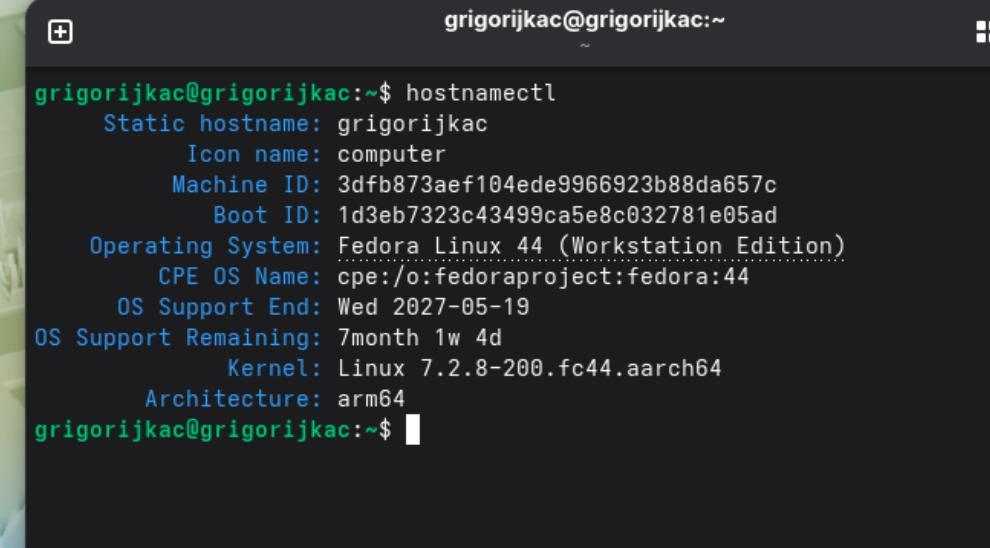 grigorijkac@grigorijkac:~
~
grigorijkac@grigorijkac:~$ hostnamectl
Static hostname: grigorijkac
Icon name: computer
Machine ID: 3dfb873aef104ede9966923b88da657c
Boot ID: 1d3eb7323c43499ca5e8c032781e05ad
Operating System: Fedora Linux 44 (Workstation Edition)
CPE OS Name: cpe:/o:fedoraproject:fedora:44
OS Support End: Wed 2027-05-19
OS Support Remaining: 7month 1w 4d
Kernel: Linux 7.2.8-200.fc44.aarch64
Architecture: arm64
grigorijkac@grigorijkac:~$